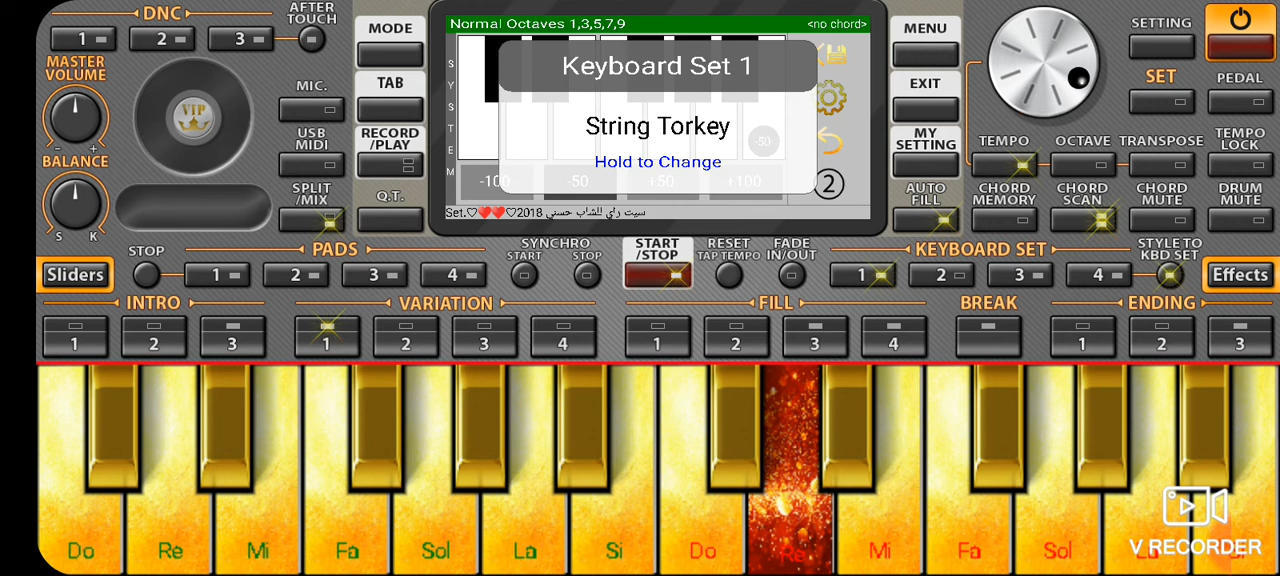 DNC
AFTER
TOUCH
1
2
3
MASTER
VOLUME
- +
BALANCE
S K
VIP
MIC.
USB
MIDI
SPLIT
/MIX
MODE
TAB
RECORD
/PLAY
Q.T.
Normal Octaves 1,3,5,7,9
<no chord>
SYSTEM
Keyboard Set 1
String Torkey
Hold to Change
-50
-100
-50
+50
+100
2
Set.♡❤️❤️♡2018 سيت راي للشاب حسني
MENU
EXIT
MY
SETTING
AUTO
FILL
SETTING
SET
PEDAL
TEMPO
OCTAVE
TRANSPOSE
TEMPO
LOCK
CHORD
MEMORY
CHORD
SCAN
CHORD
MUTE
DRUM
MUTE
Sliders
STOP
PADS
1
2
3
4
SYNCHRO
START
STOP
START
/STOP
RESET
TAP TEMPO
FADE
IN/OUT
KEYBOARD SET
1
2
3
4
STYLE TO
KBD SET
Effects
INTRO
1
2
3
VARIATION
1
2
3
4
FILL
1
2
3
4
BREAK
ENDING
1
2
3
Do
Re
Mi
Fa
Sol
La
Si
Do
Re
Mi
Fa
Sol
La
Si
V RECORDER